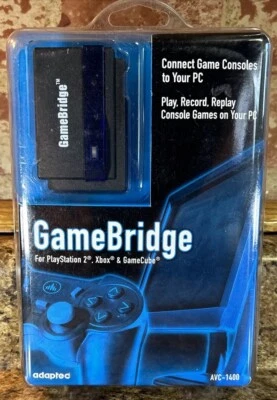 GameBridge™
Connect Game Consoles
to Your PC
Play, Record, Replay
Console Games on Your PC
GameBridge
For PlayStation 2®, Xbox® & GameCube®
adaptec
AVC-1400